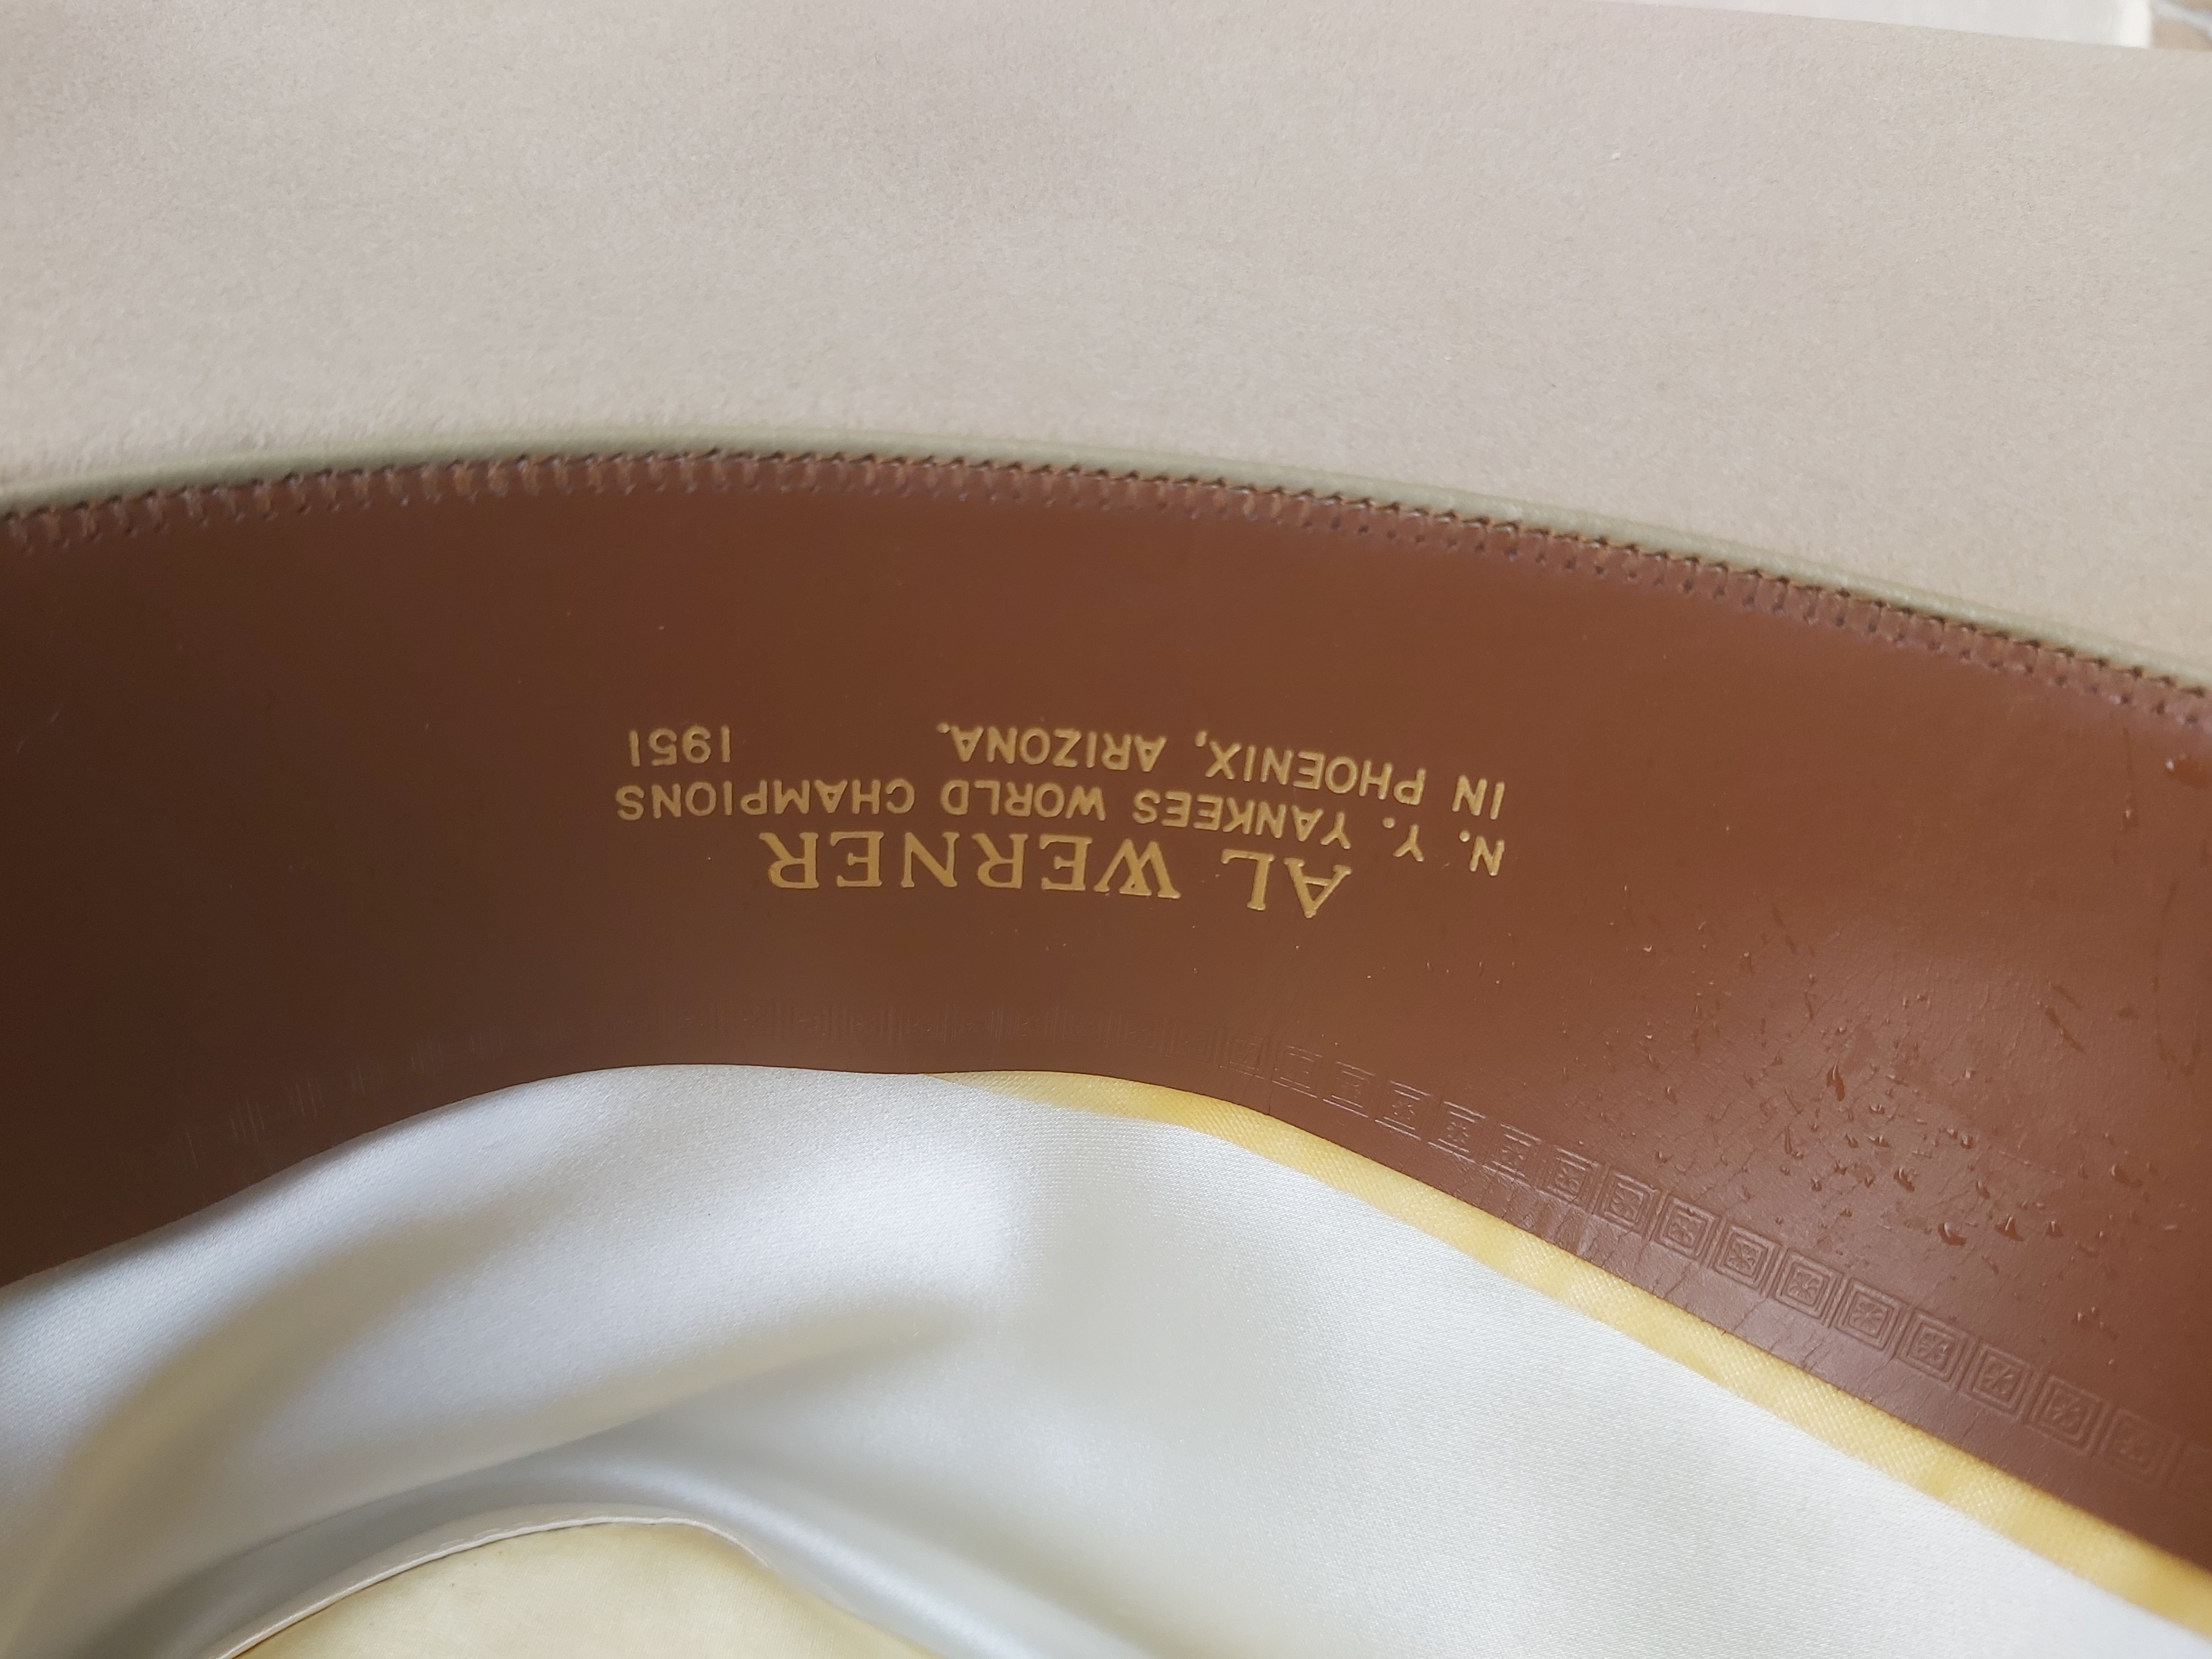 AL WERNER
N. Y. YANKEES WORLD CHAMPIONS
IN PHOENIX, ARIZONA. 1951